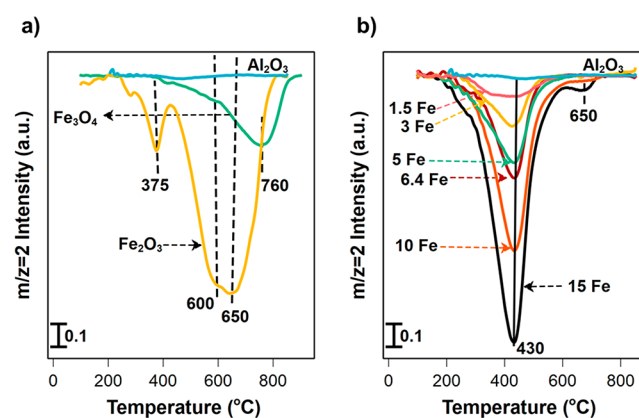 a)
Al₂O₃
Fe₃O₄
375
760
Fe₂O₃
600
650
0.1
m/z=2 Intensity (a.u.)
0 200 400 600 800
Temperature (°C)
b)
Al₂O₃
1.5 Fe
650
3 Fe
5 Fe
6.4 Fe
10 Fe
15 Fe
0.1
430
m/z=2 Intensity (a.u.)
0 200 400 600 800
Temperature (°C)